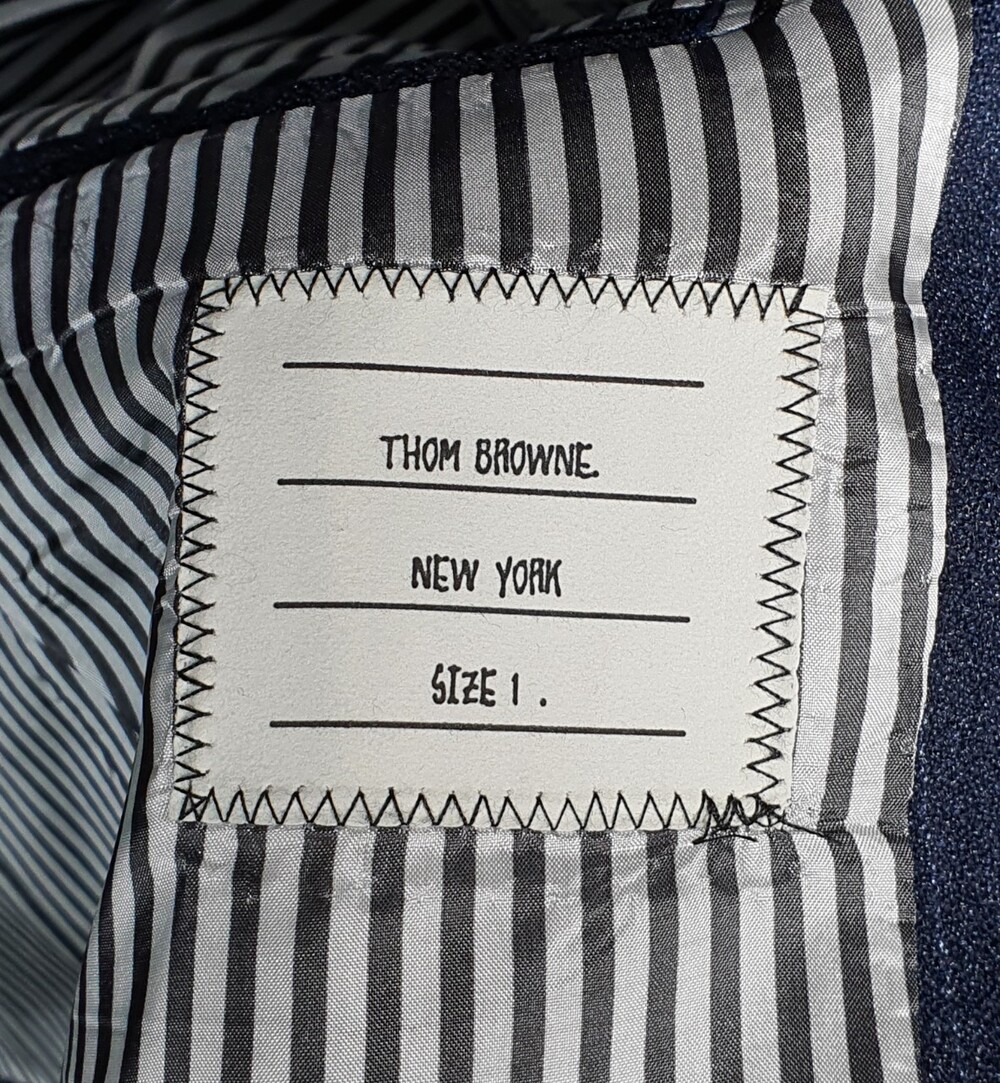 THOM BROWNE.
NEW YORK
SIZE 1 .